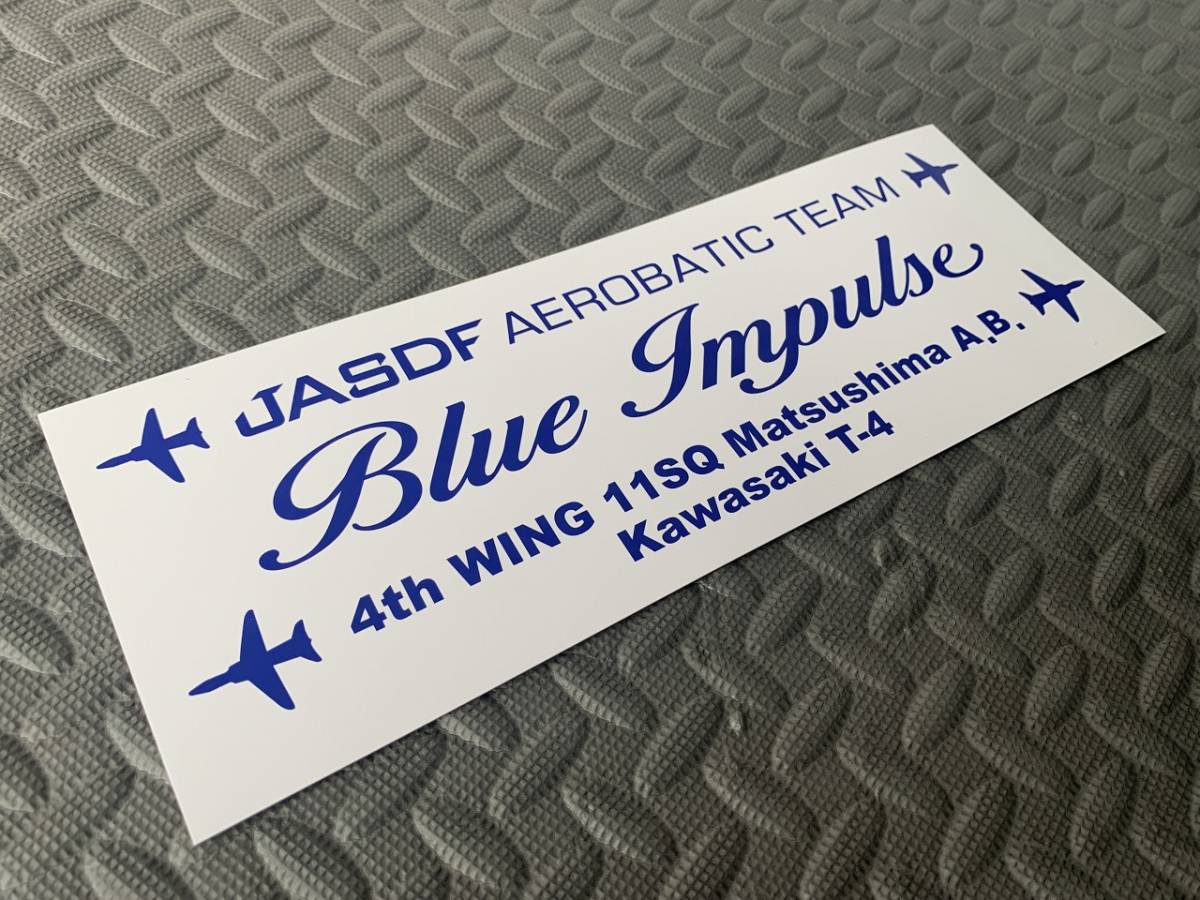 JASDF AEROBATIC TEAM
Blue Impulse
4th WING 11SQ Matsushima A.B.
Kawasaki T-4